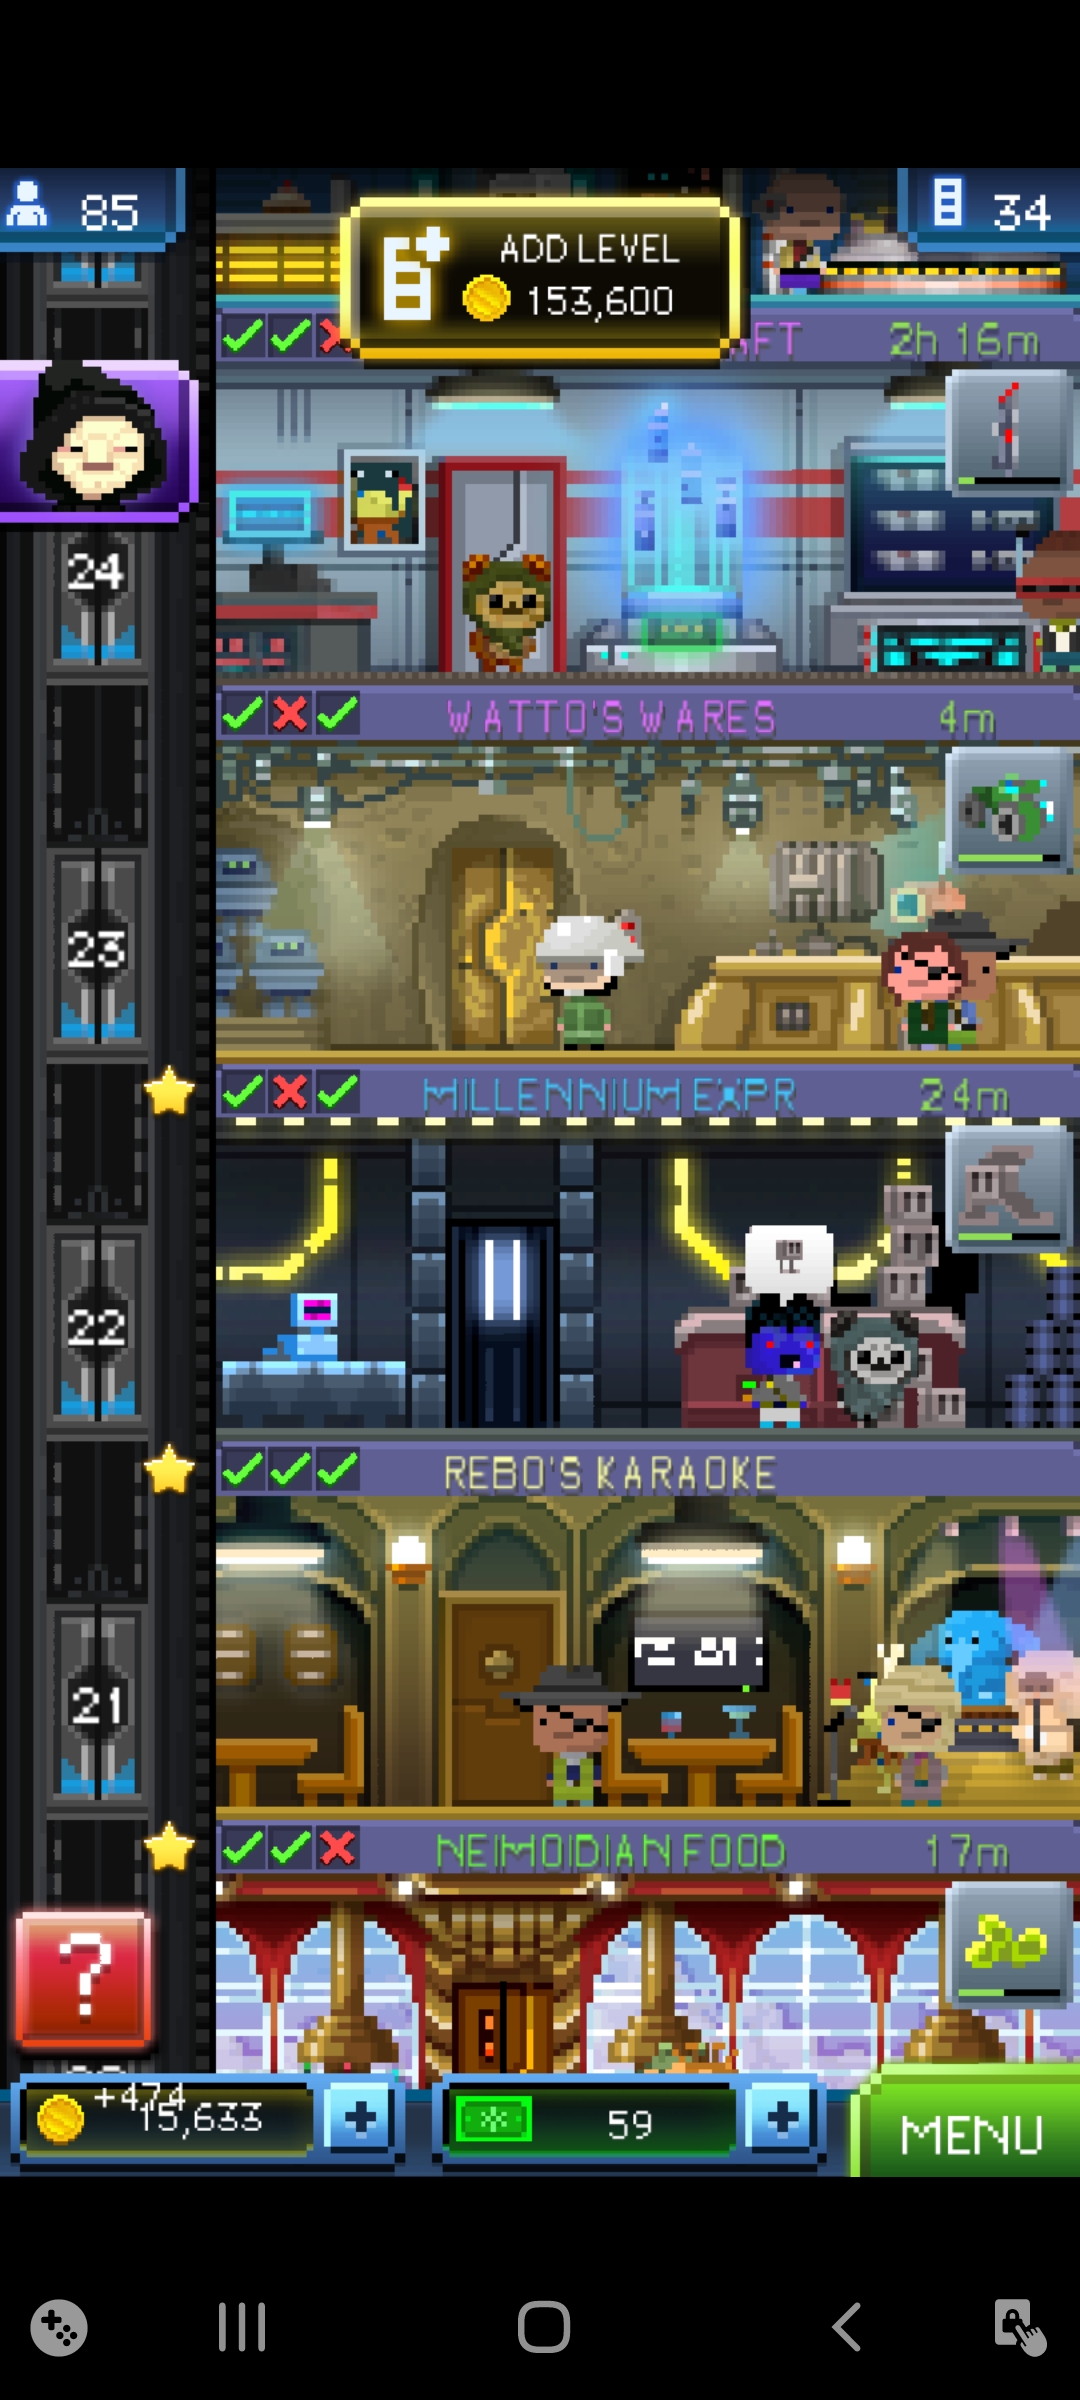 85
ADD LEVEL
153,600
34
2h 16m
24
WATTO'S WARES
4m
23
MILLENNIUM EXPR
24m
22
REBO'S KARAOKE
21
NEIMOIDIAN FOOD
17m
?
+474
15,633
59
MENU